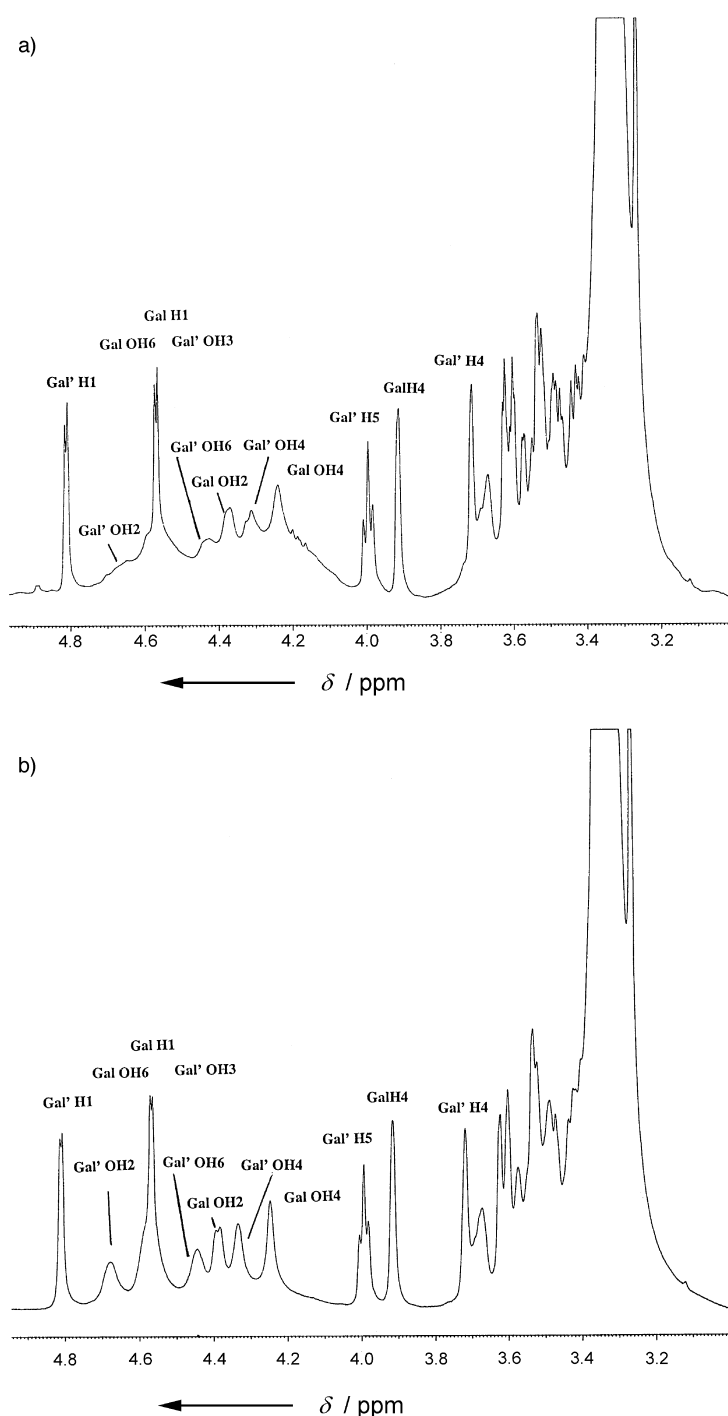 a)
Gal H1
Gal OH6 Gal’ OH3
Gal’ H4
Gal’ H1
GalH4
Gal’ H5
Gal’ OH6 Gal’ OH4
Gal OH4
Gal OH2
Gal’ OH2
4.8 4.6 4.4 4.2 4.0 3.8 3.6 3.4 3.2
δ / ppm
b)
Gal H1
Gal OH6 Gal’ OH3
GalH4
Gal’ H1
Gal’ H4
Gal’ H5
Gal’ OH2 Gal’ OH6 Gal’ OH4
Gal OH2 Gal OH4
4.8 4.6 4.4 4.2 4.0 3.8 3.6 3.4 3.2
δ / ppm